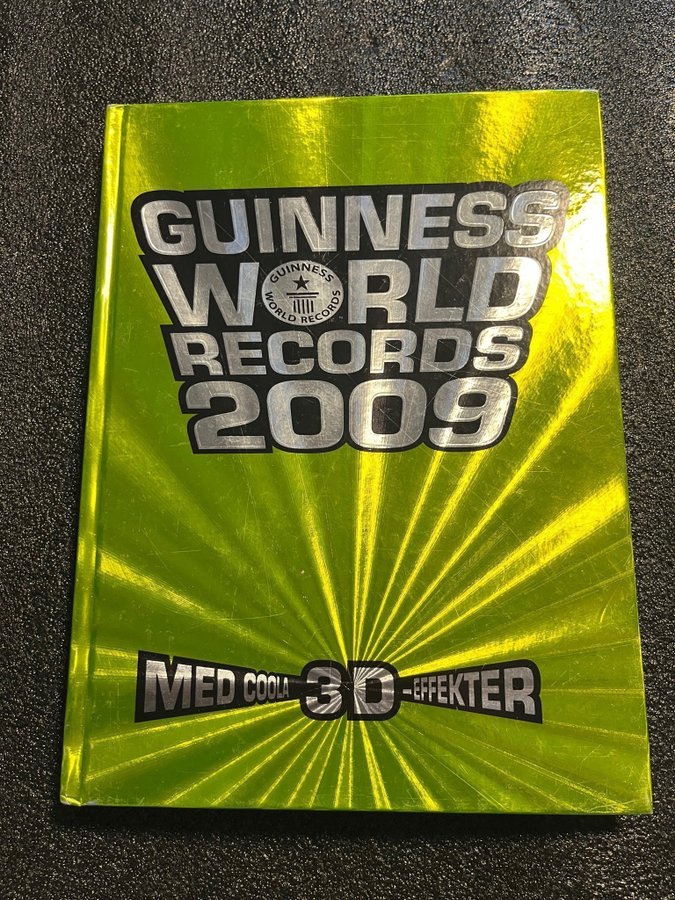 GUINNESS
WORLD
GUINNESS
WORLD RECORDS
RECORDS
2009
MED COOLA 3D-EFFEKTER